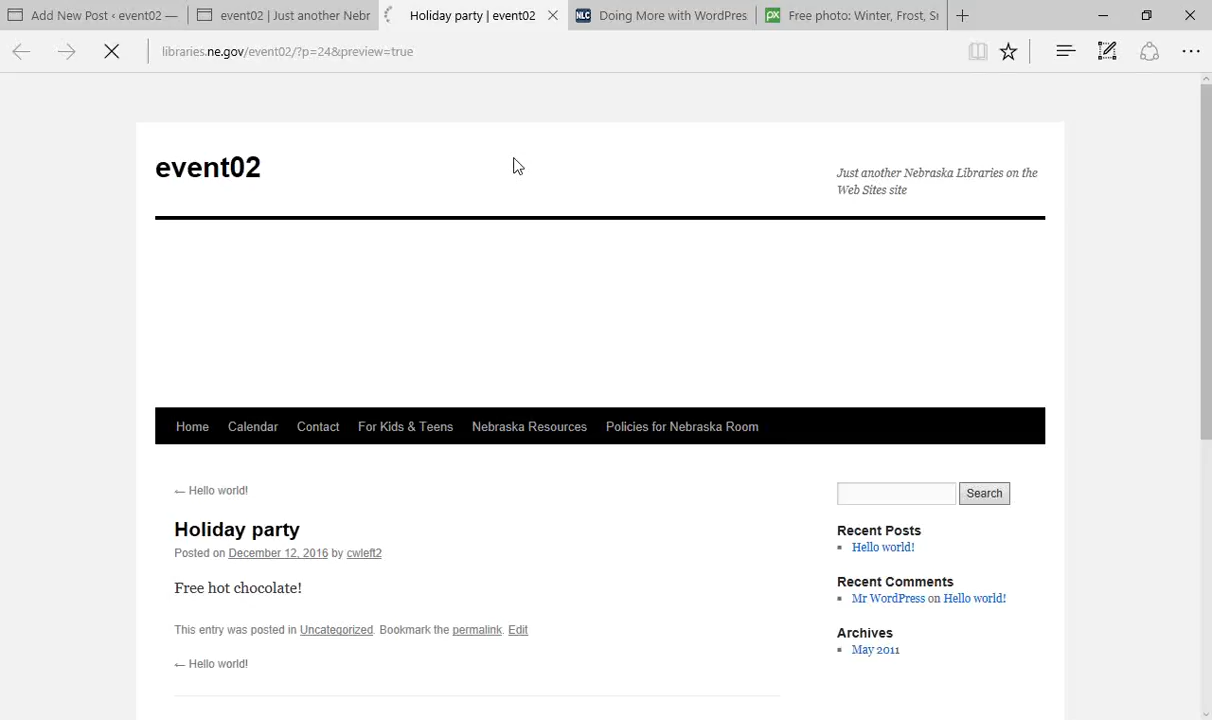 Add New Post ‹ event02 —
event02 | Just another Nebr
Holiday party | event02
NLC
Doing More with WordPres
px
Free photo: Winter, Frost, Sn
libraries.ne.gov/event02/?p=24&preview=true
event02
Just another Nebraska Libraries on the
Web Sites site
Home
Calendar
Contact
For Kids & Teens
Nebraska Resources
Policies for Nebraska Room
← Hello world!
Holiday party
Posted on December 12, 2016 by cwleft2
Free hot chocolate!
This entry was posted in Uncategorized. Bookmark the permalink. Edit
← Hello world!
Search
Recent Posts
Hello world!
Recent Comments
Mr WordPress on Hello world!
Archives
May 2011